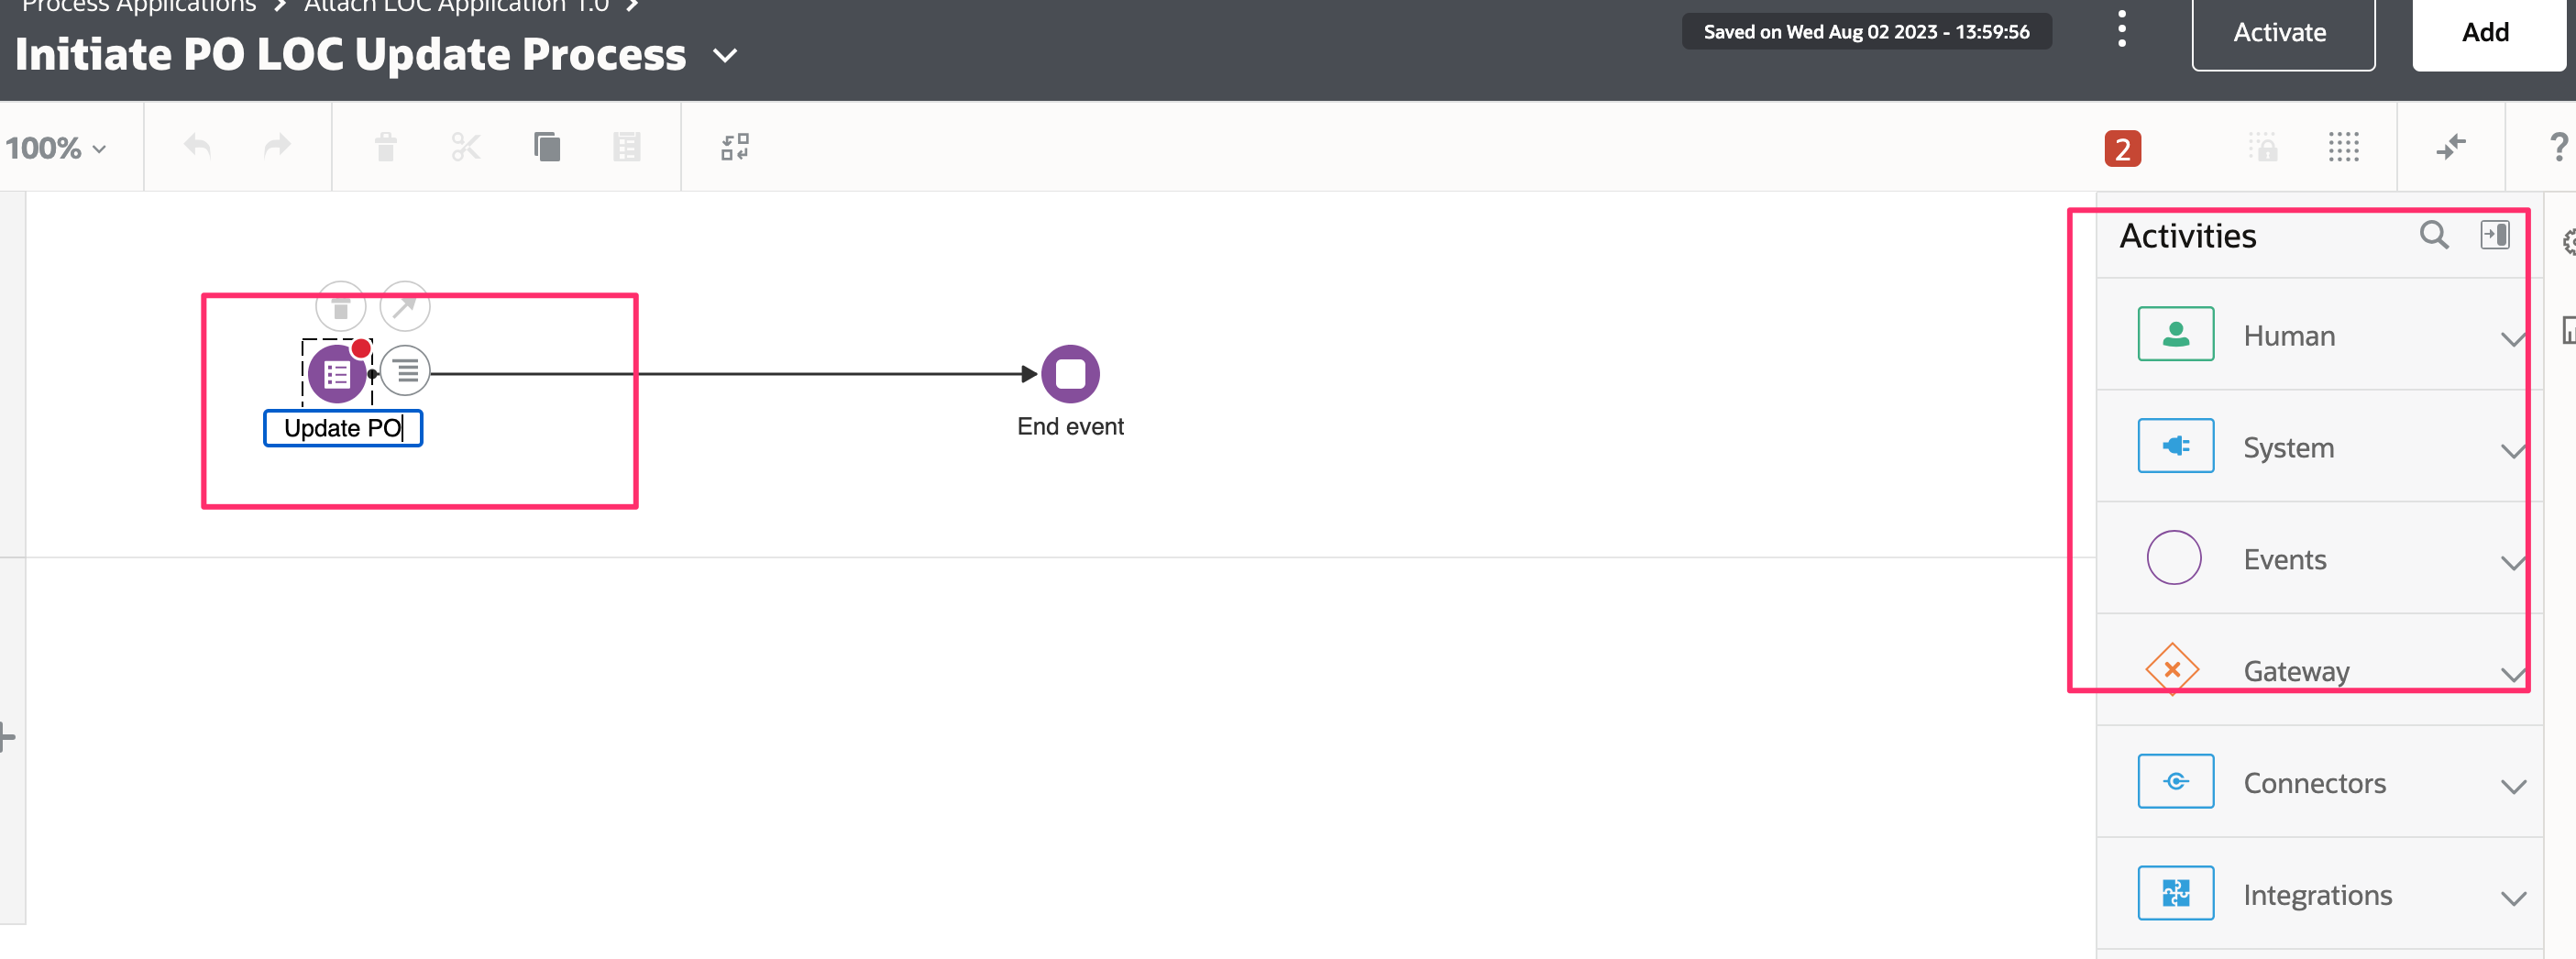 Process Applications > Attach LOC Application 1.0 >
Initiate PO LOC Update Process
Saved on Wed Aug 02 2023 - 13:59:56
Activate
Add
100%
2
?
Activities
Human
Update PO
End event
System
Events
Gateway
Connectors
Integrations